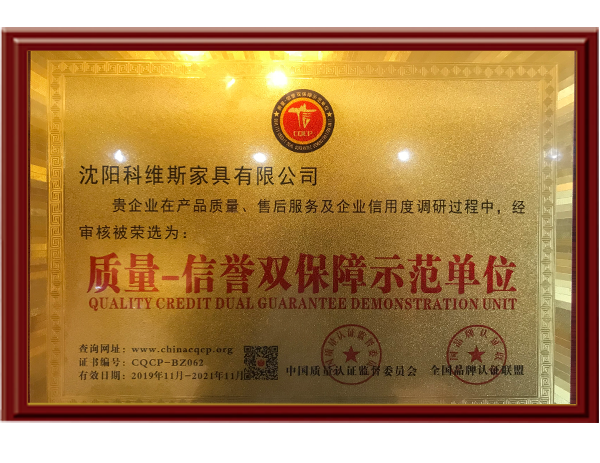 CQCP
沈阳科维斯家具有限公司
贵企业在产品质量、售后服务及企业信用度调研过程中，经
审核被荣选为：
质量-信誉双保障示范单位
QUALITY CREDIT DUAL GUARANTEE DEMONSTRATION UNIT
查询网址：www.chinacqcp.org
证书编号：CQCP-BZ062
有效日期：2019年11月-2021年11月
中国质量认证监督委员会
全国品牌认证联盟